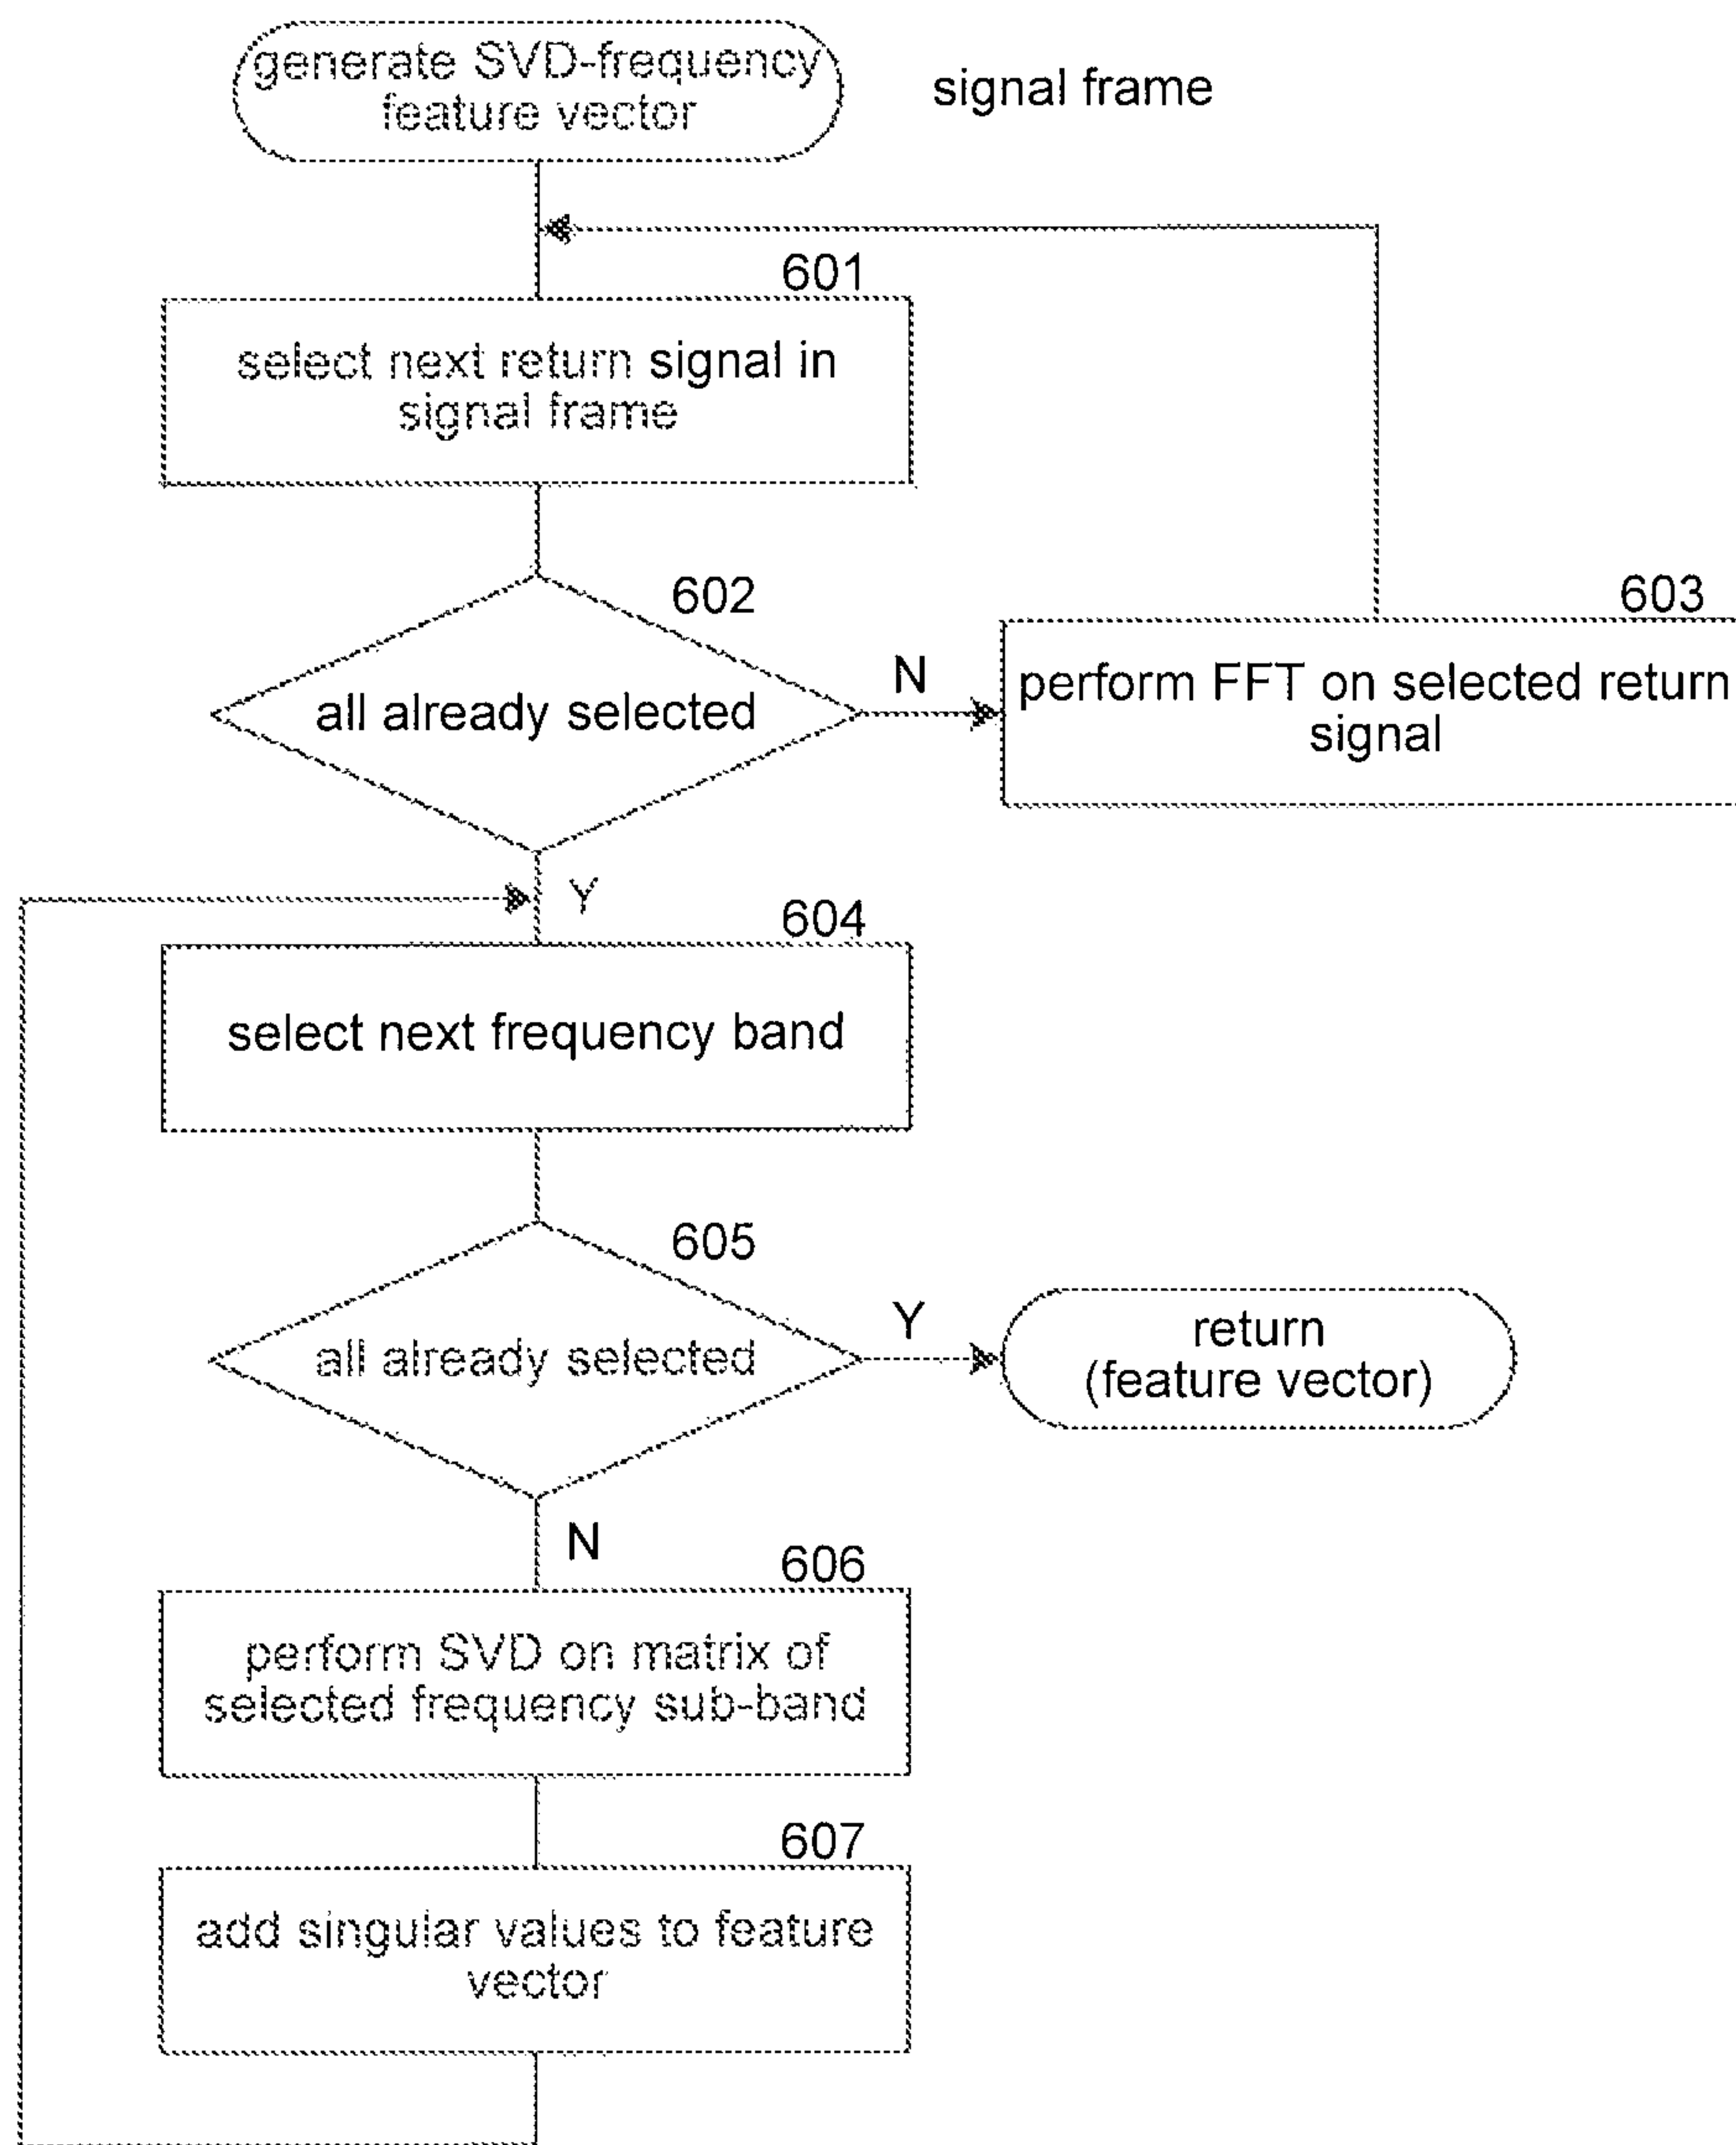 generate SVD-frequency
feature vector
signal frame
601
select next return signal in
signal frame
602
all already selected
N
603
perform FFT on selected return
signal
Y
604
select next frequency band
605
all already selected
Y
return
(feature vector)
N
606
perform SVD on matrix of
selected frequency sub-band
607
add singular values to feature
vector